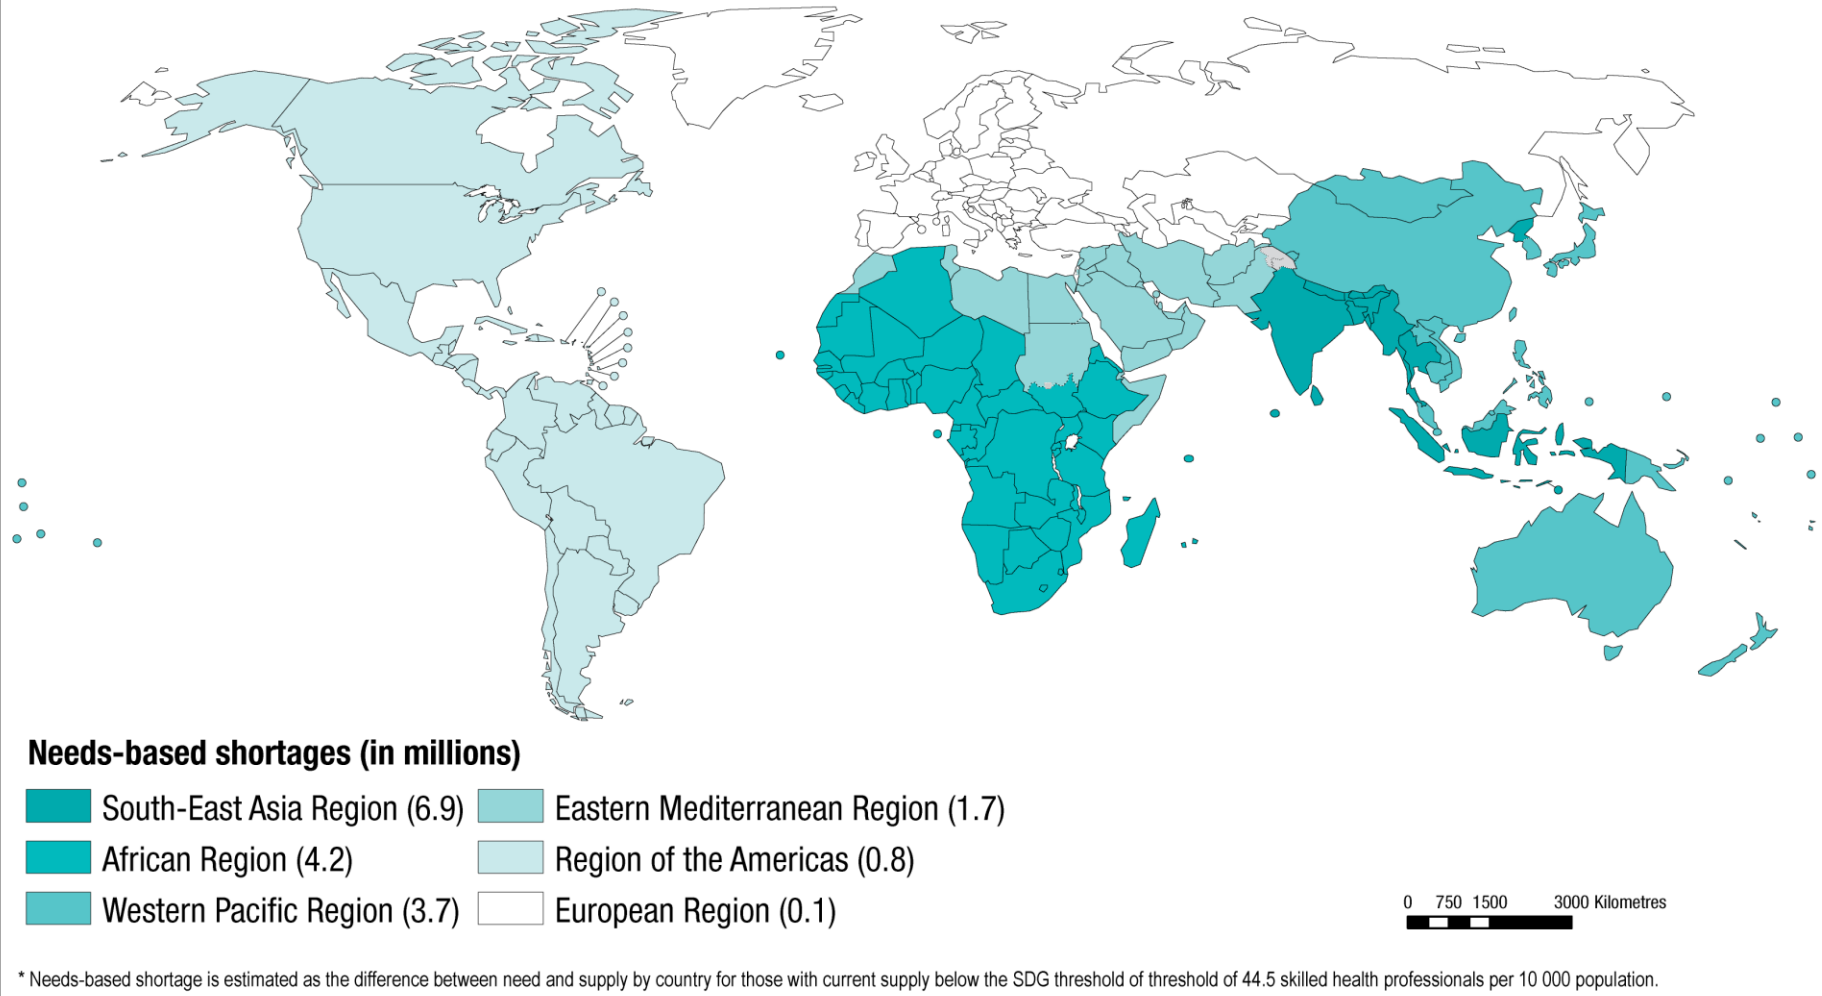 Needs-based shortages (in millions)
South-East Asia Region (6.9)
African Region (4.2)
Western Pacific Region (3.7)
Eastern Mediterranean Region (1.7)
Region of the Americas (0.8)
European Region (0.1)
0 750 1500 3000 Kilometres
* Needs-based shortage is estimated as the difference between need and supply by country for those with current supply below the SDG threshold of threshold of 44.5 skilled health professionals per 10 000 population.